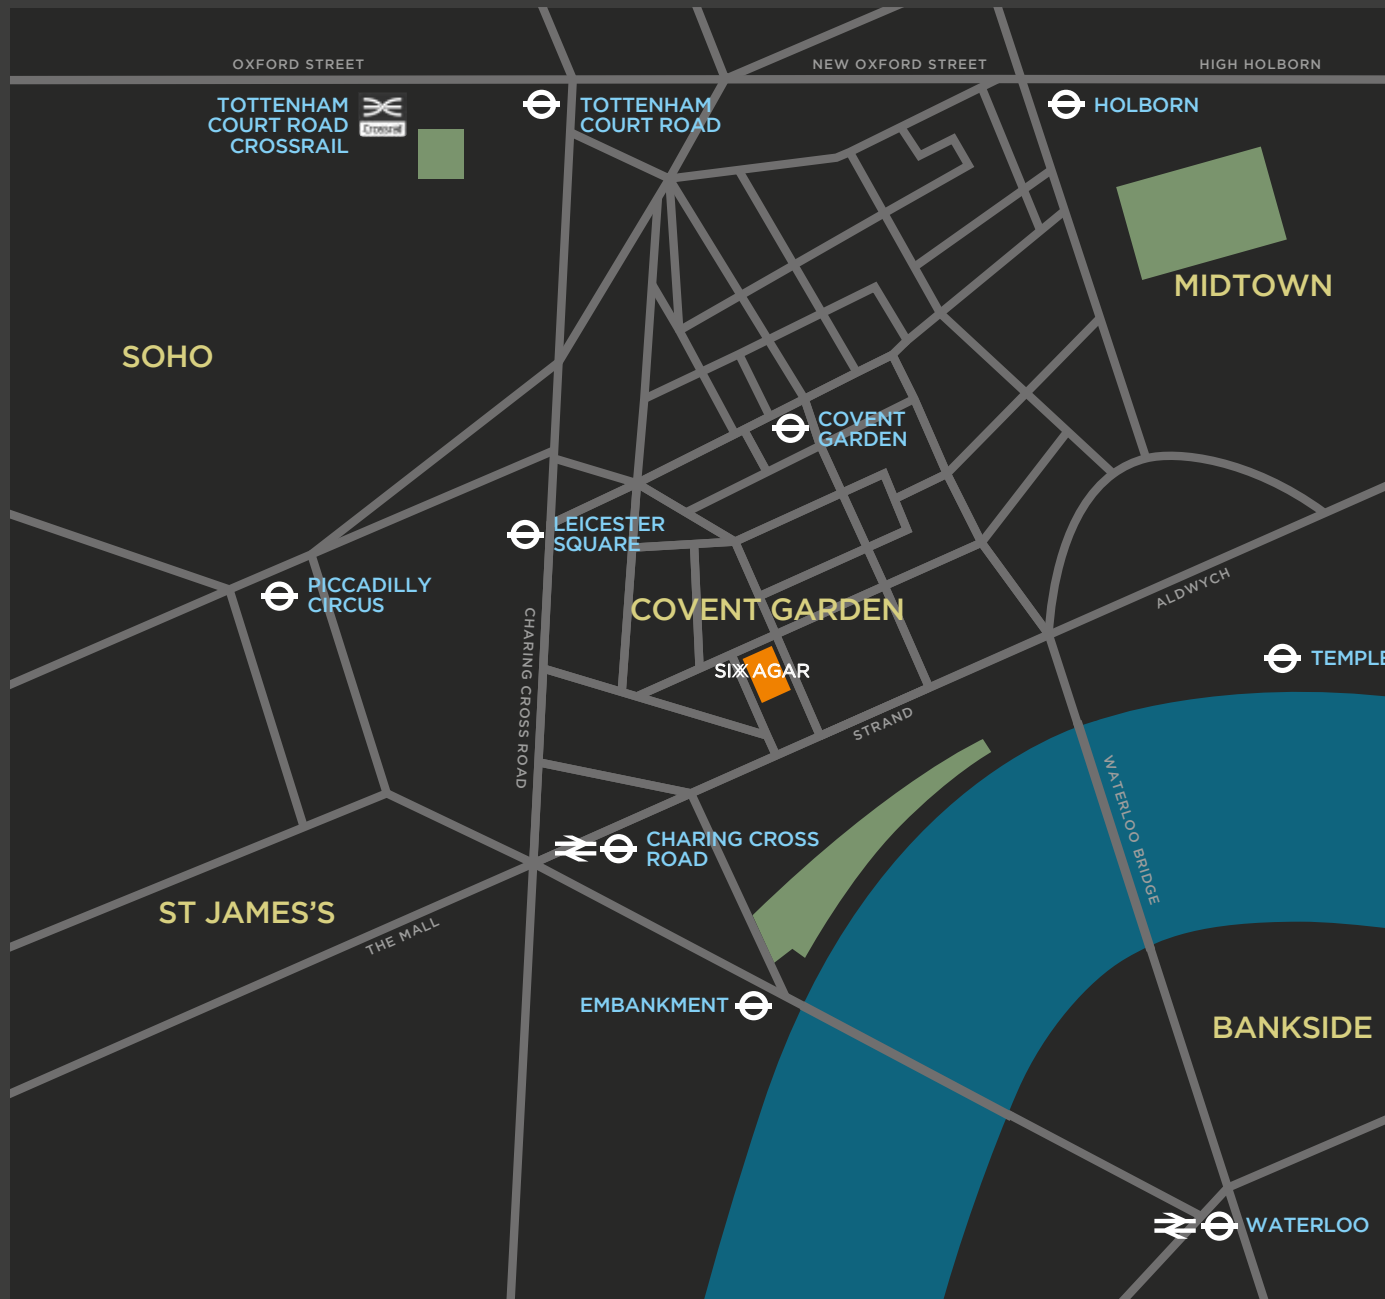 OXFORD STREET
NEW OXFORD STREET
HIGH HOLBORN
TOTTENHAM
COURT ROAD
CROSSRAIL
Crossrail
TOTTENHAM
COURT ROAD
HOLBORN
MIDTOWN
SOHO
COVENT
GARDEN
LEICESTER
SQUARE
PICCADILLY
CIRCUS
COVENT GARDEN
ALDWYCH
CHARING CROSS ROAD
TEMPLE
SIX AGAR
STRAND
WATERLOO BRIDGE
CHARING CROSS
ROAD
ST JAMES’S
THE MALL
EMBANKMENT
BANKSIDE
WATERLOO